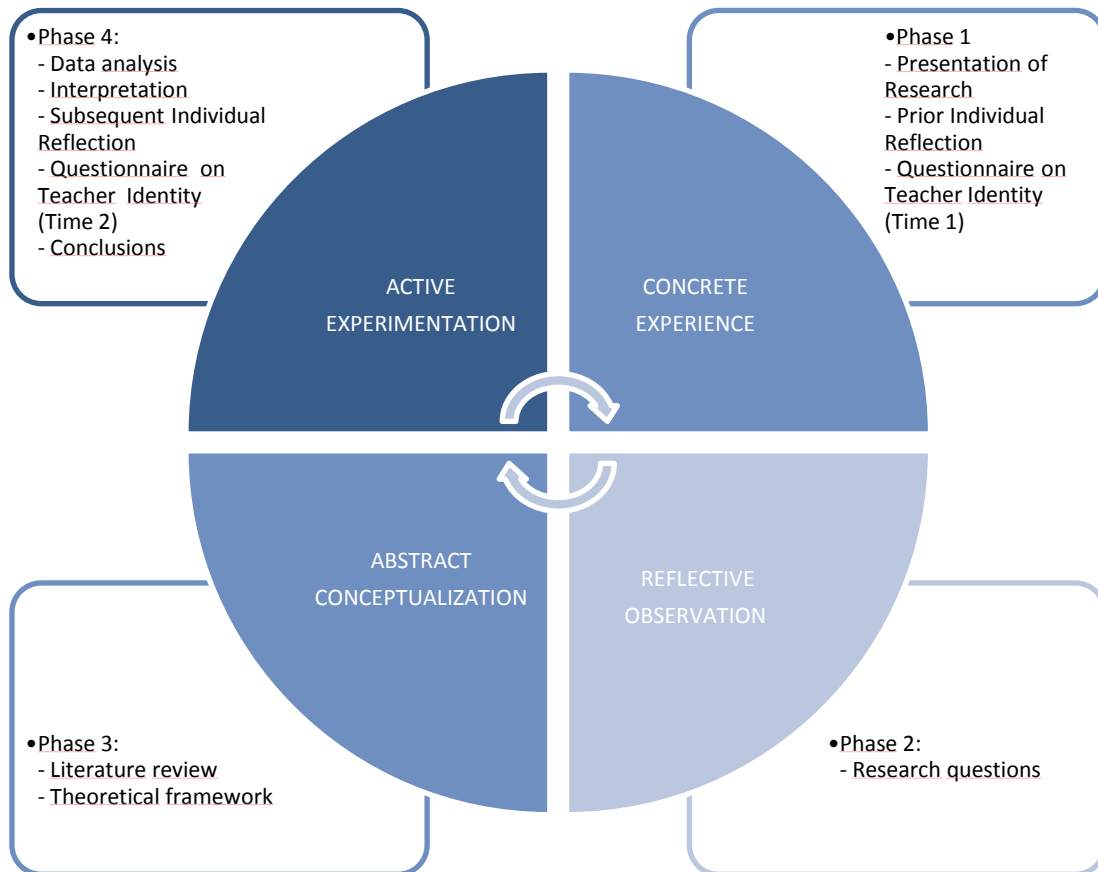 •Phase 4:
- Data analysis
- Interpretation
- Subsequent Individual
Reflection
- Questionnaire on
Teacher Identity
(Time 2)
- Conclusions
•Phase 1
- Presentation of
Research
- Prior Individual
Reflection
- Questionnaire on
Teacher Identity
(Time 1)
ACTIVE
EXPERIMENTATION
CONCRETE
EXPERIENCE
ABSTRACT
CONCEPTUALIZATION
REFLECTIVE
OBSERVATION
•Phase 3:
- Literature review
- Theoretical framework
•Phase 2:
- Research questions